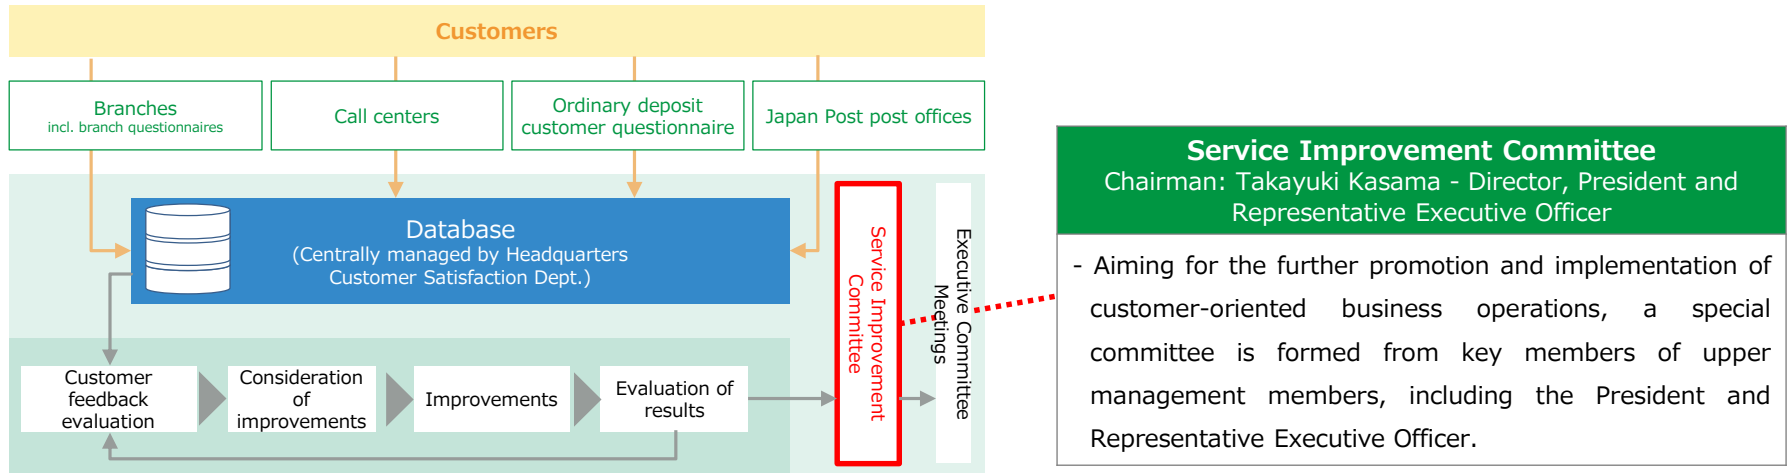 Customers
Branches
incl. branch questionnaires
Call centers
Ordinary deposit
customer questionnaire
Japan Post post offices
Database
(Centrally managed by Headquarters
Customer Satisfaction Dept.)
Customer
feedback
evaluation
Consideration
of
improvements
Improvements
Evaluation of
results
Service Improvement
Committee
Executive Committee
Meetings
Service Improvement Committee
Chairman: Takayuki Kasama - Director, President and
Representative Executive Officer
- Aiming for the further promotion and implementation of
customer-oriented business operations, a special
committee is formed from key members of upper
management members, including the President and
Representative Executive Officer.